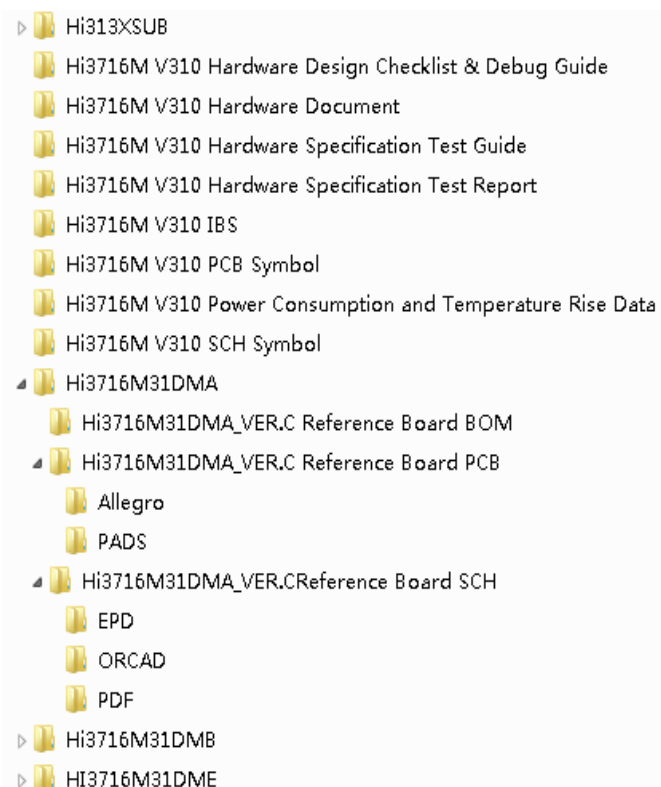 Hi313XSUB
Hi3716M V310 Hardware Design Checklist & Debug Guide
Hi3716M V310 Hardware Document
Hi3716M V310 Hardware Specification Test Guide
Hi3716M V310 Hardware Specification Test Report
Hi3716M V310 IBS
Hi3716M V310 PCB Symbol
Hi3716M V310 Power Consumption and Temperature Rise Data
Hi3716M V310 SCH Symbol
Hi3716M31DMA
Hi3716M31DMA_VER.C Reference Board BOM
Hi3716M31DMA_VER.C Reference Board PCB
Allegro
PADS
Hi3716M31DMA_VER.CReference Board SCH
EPD
ORCAD
PDF
Hi3716M31DMB
HI3716M31DME